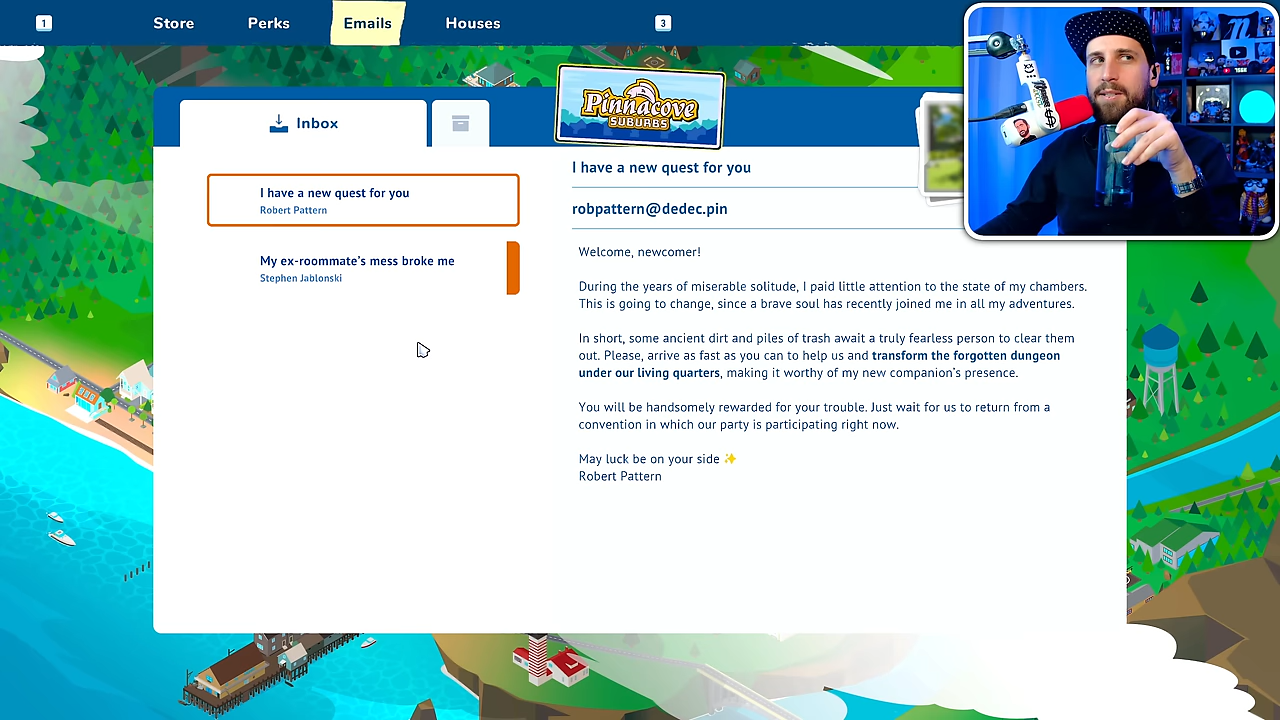 1
Store
Perks
Emails
Houses
3
Pinnacove
SUBURBS
Inbox
I have a new quest for you
Robert Pattern
My ex-roommate's mess broke me
Stephen Jablonski
I have a new quest for you
robpattern@dedec.pin
Welcome, newcomer!
During the years of miserable solitude, I paid little attention to the state of my chambers.
This is going to change, since a brave soul has recently joined me in all my adventures.
In short, some ancient dirt and piles of trash await a truly fearless person to clear them
out. Please, arrive as fast as you can to help us and transform the forgotten dungeon
under our living quarters, making it worthy of my new companion's presence.
You will be handsomely rewarded for your trouble. Just wait for us to return from a
convention in which our party is participating right now.
May luck be on your side ✨
Robert Pattern